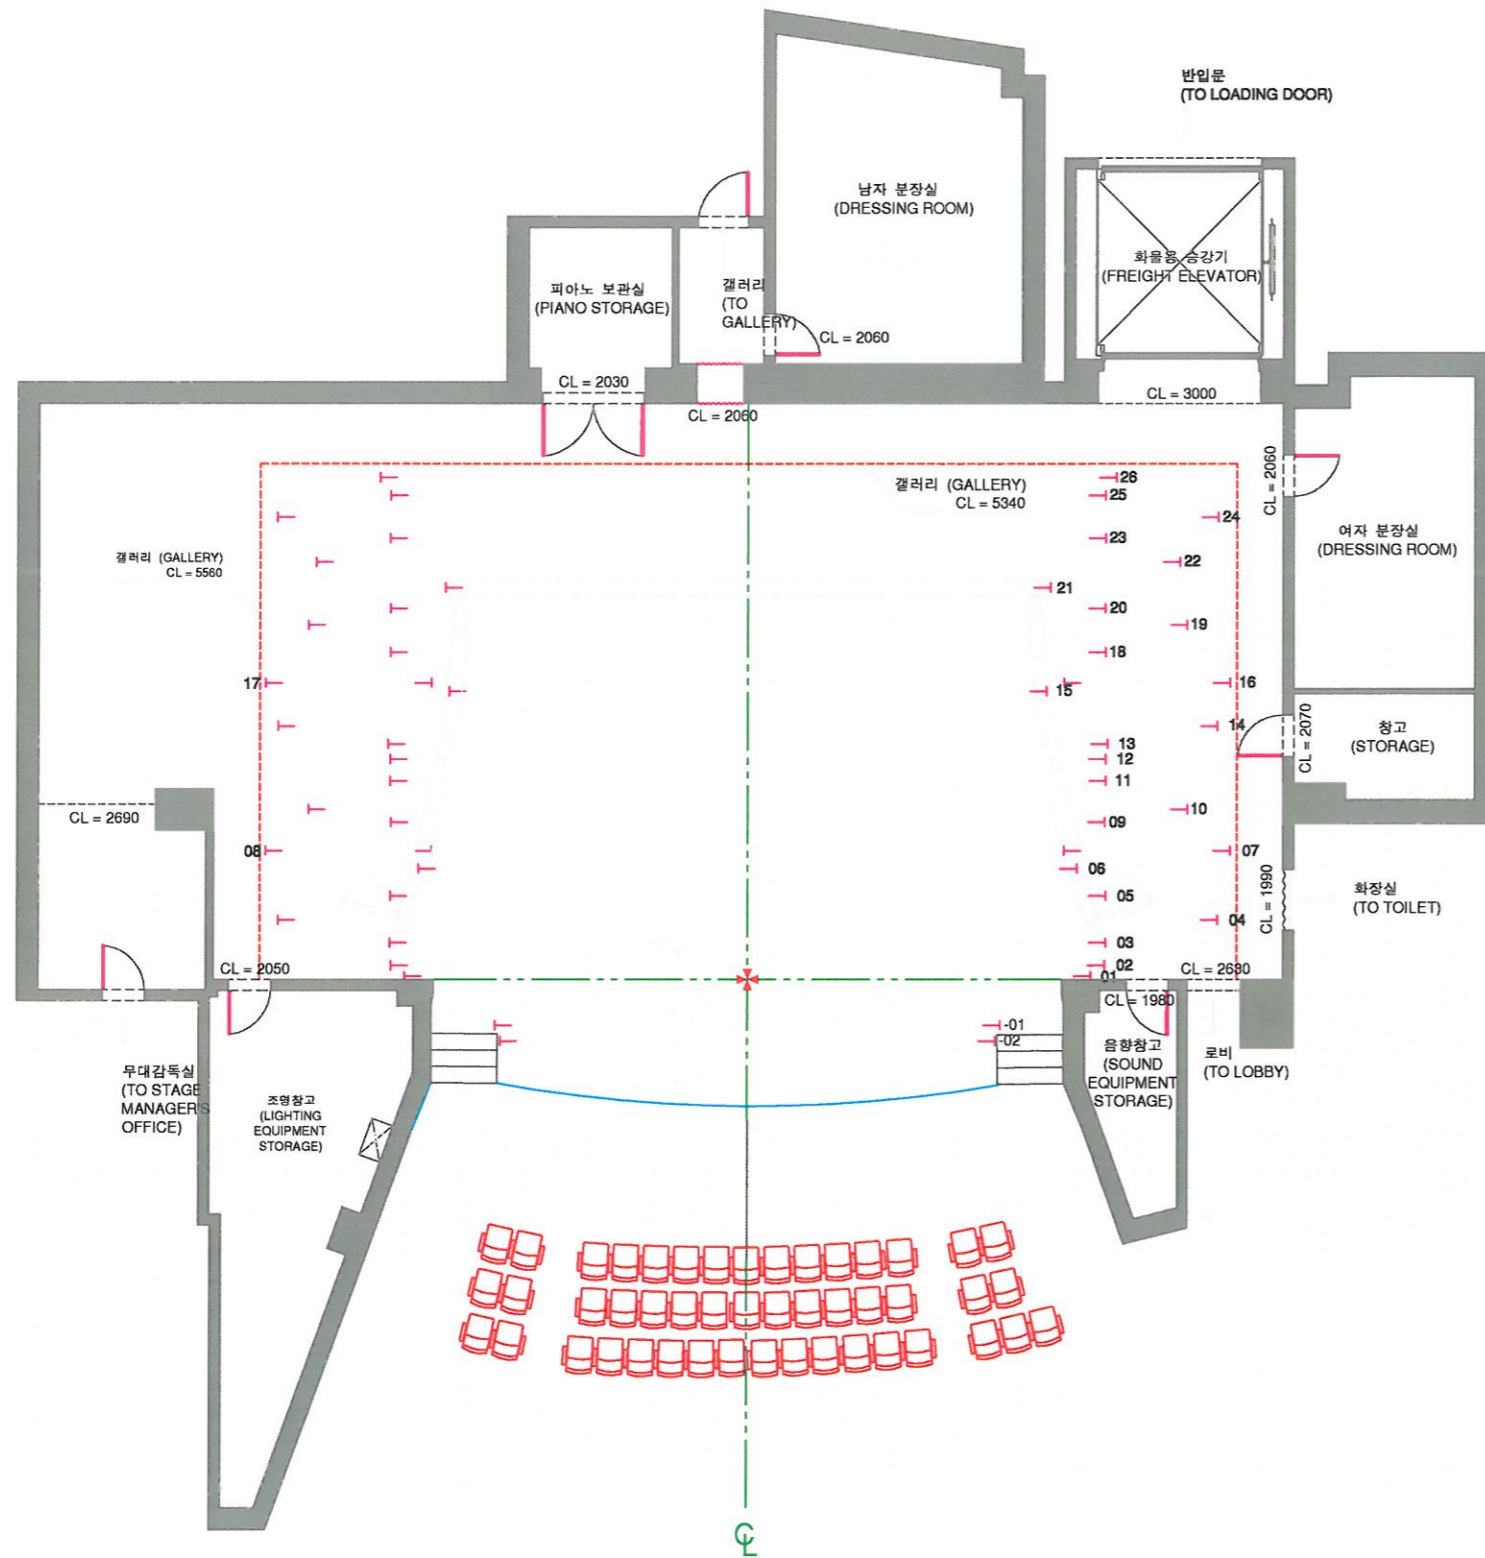 반입문
(TO LOADING DOOR)
남자 분장실
(DRESSING ROOM)
화물용 승강기
(FREIGHT ELEVATOR)
피아노 보관실
(PIANO STORAGE)
갤러리
(TO
GALLERY)
CL = 2060
CL = 2030
CL = 2060
CL = 3000
갤러리 (GALLERY)
CL = 5340
CL = 2060
여자 분장실
(DRESSING ROOM)
갤러리 (GALLERY)
CL = 5560
26
25
24
23
22
21
20
19
18
17
16
15
14
13
12
11
10
09
08
07
06
05
04
03
02
01
CL = 2070
창고
(STORAGE)
CL = 2690
CL = 1990
화장실
(TO TOILET)
CL = 2050
CL = 2630
CL = 1980
-01
-02
무대감독실
(TO STAGE
MANAGER'S
OFFICE)
조명창고
(LIGHTING
EQUIPMENT
STORAGE)
음향창고
(SOUND
EQUIPMENT
STORAGE)
로비
(TO LOBBY)
CL